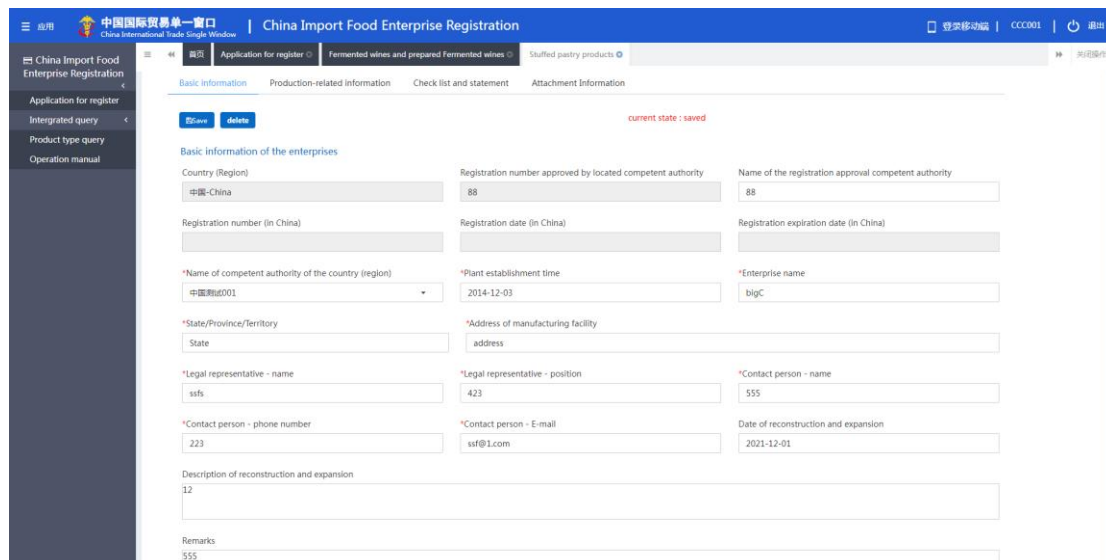 应用 中国国际贸易单一窗口 | China Import Food Enterprise Registration 登录移动端 | CCC001 | 退出
China International Trade Single Window
China Import Food Enterprise Registration
Application for register
Intergrated query
Product type query
Operation manual
首页 Application for register Fermented wines and prepared Fermented wines Stuffed pastry products 关闭操作
Basic information Production-related information Check list and statement Attachment Information
Save delete current state : saved
Basic information of the enterprises
Country (Region) Registration number approved by located competent authority Name of the registration approval competent authority
中国-China 88 88
Registration number (in China) Registration date (in China) Registration expiration date (in China)
*Name of competent authority of the country (region) *Plant establishment time *Enterprise name
中国测试001 2014-12-03 bigC
*State/Province/Territory *Address of manufacturing facility
State address
*Legal representative - name *Legal representative - position *Contact person - name
ssfs 423 555
*Contact person - phone number *Contact person - E-mail Date of reconstruction and expansion
223 ssf@1.com 2021-12-01
Description of reconstruction and expansion
12
Remarks
555